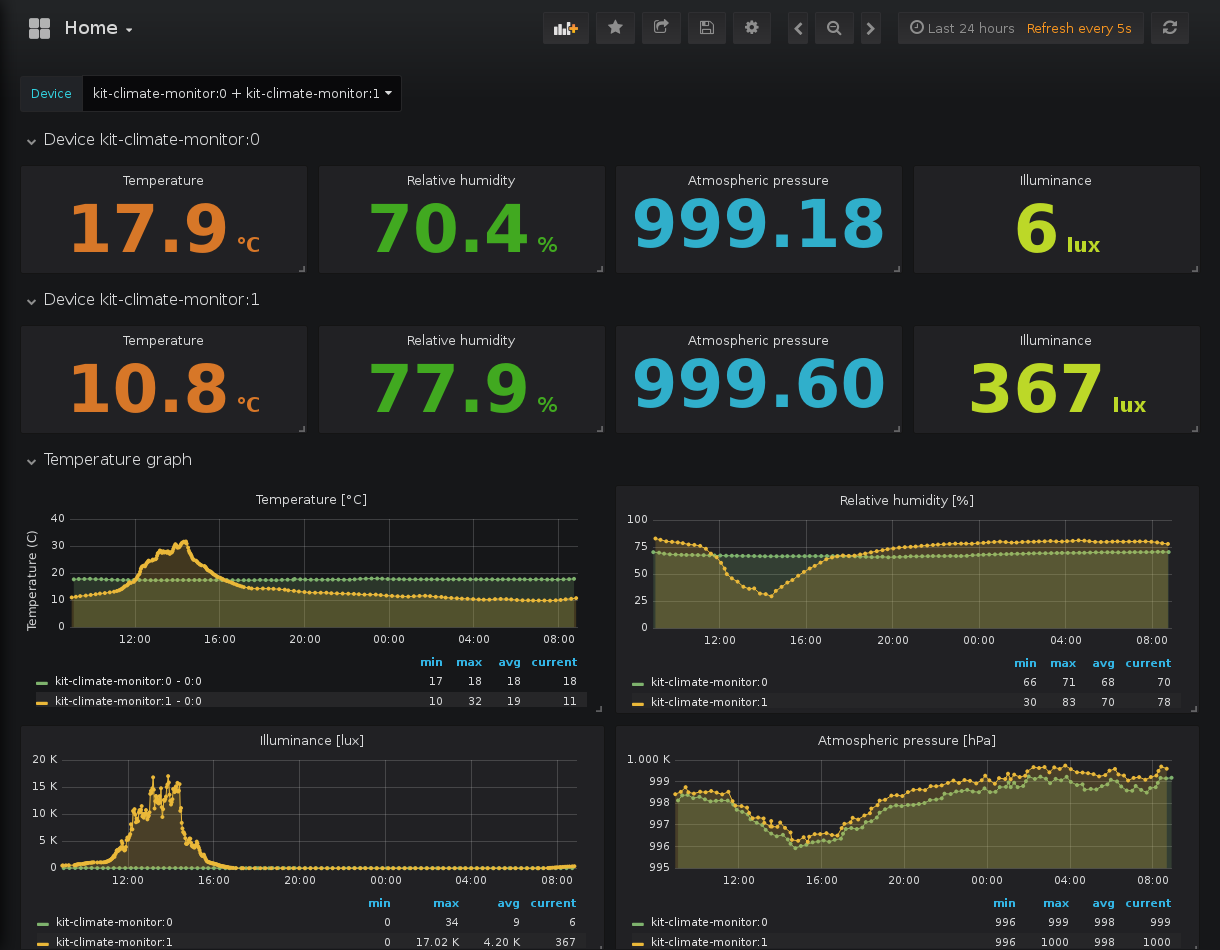 Home
Last 24 hours Refresh every 5s
Device kit-climate-monitor:0 + kit-climate-monitor:1
Device kit-climate-monitor:0
Temperature Relative humidity Atmospheric pressure Illuminance
17.9 °C 70.4 % 999.18 6 lux
Device kit-climate-monitor:1
Temperature Relative humidity Atmospheric pressure Illuminance
10.8 °C 77.9 % 999.60 367 lux
Temperature graph
Temperature [°C]
Temperature (C)
40
30
20
10
0
12:00 16:00 20:00 00:00 04:00 08:00
min max avg current
kit-climate-monitor:0 - 0:0 17 18 18 18
kit-climate-monitor:1 - 0:0 10 32 19 11
Relative humidity [%]
100
75
50
25
0
12:00 16:00 20:00 00:00 04:00 08:00
min max avg current
kit-climate-monitor:0 66 71 68 70
kit-climate-monitor:1 30 83 70 78
Illuminance [lux]
20 K
15 K
10 K
5 K
0
12:00 16:00 20:00 00:00 04:00 08:00
min max avg current
kit-climate-monitor:0 0 34 9 6
kit-climate-monitor:1 0 17.02 K 4.20 K 367
Atmospheric pressure [hPa]
1.000 K
999
998
997
996
995
12:00 16:00 20:00 00:00 04:00 08:00
min max avg current
kit-climate-monitor:0 996 999 998 999
kit-climate-monitor:1 996 1000 998 1000